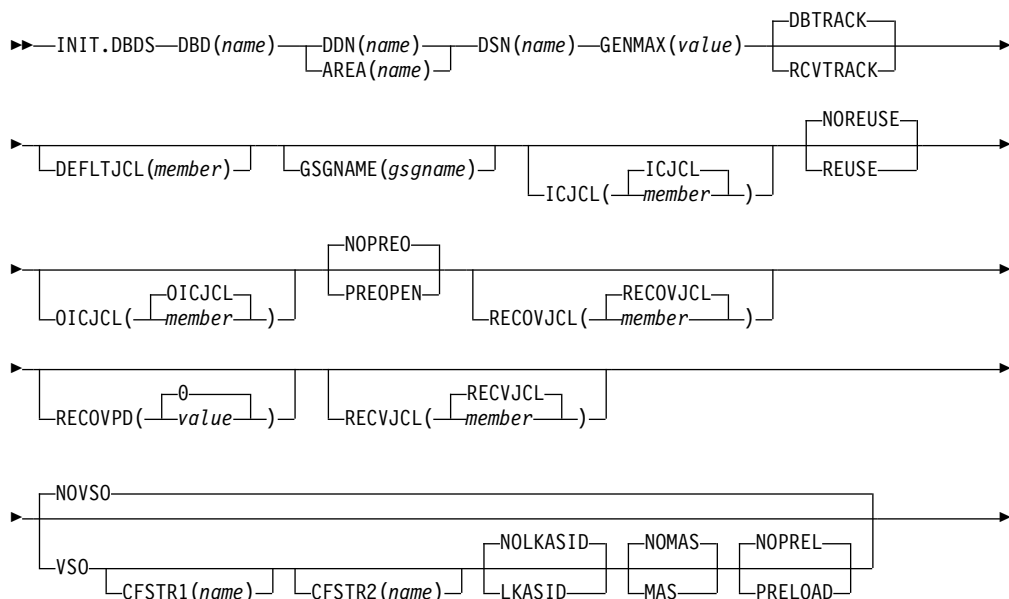 DBTRACK
INIT.DBDS DBD(name) DDN(name) DSN(name) GENMAX(value)
AREA(name) RCVTRACK
NOREUSE
ICJCL
DEFLTJCL(member) GSGNAME(gsgname) REUSE
ICJCL( member )
NOPREO
OICJCL RECOVJCL
OICJCL( member ) PREOPEN RECOVJCL( member )
0 RECVJCL
RECOVPD( value ) RECVJCL( member )
NOVSO
NOLKASID NOMAS NOPREL
VSO
CFSTR1(name) CFSTR2(name) LKASID MAS PRELOAD